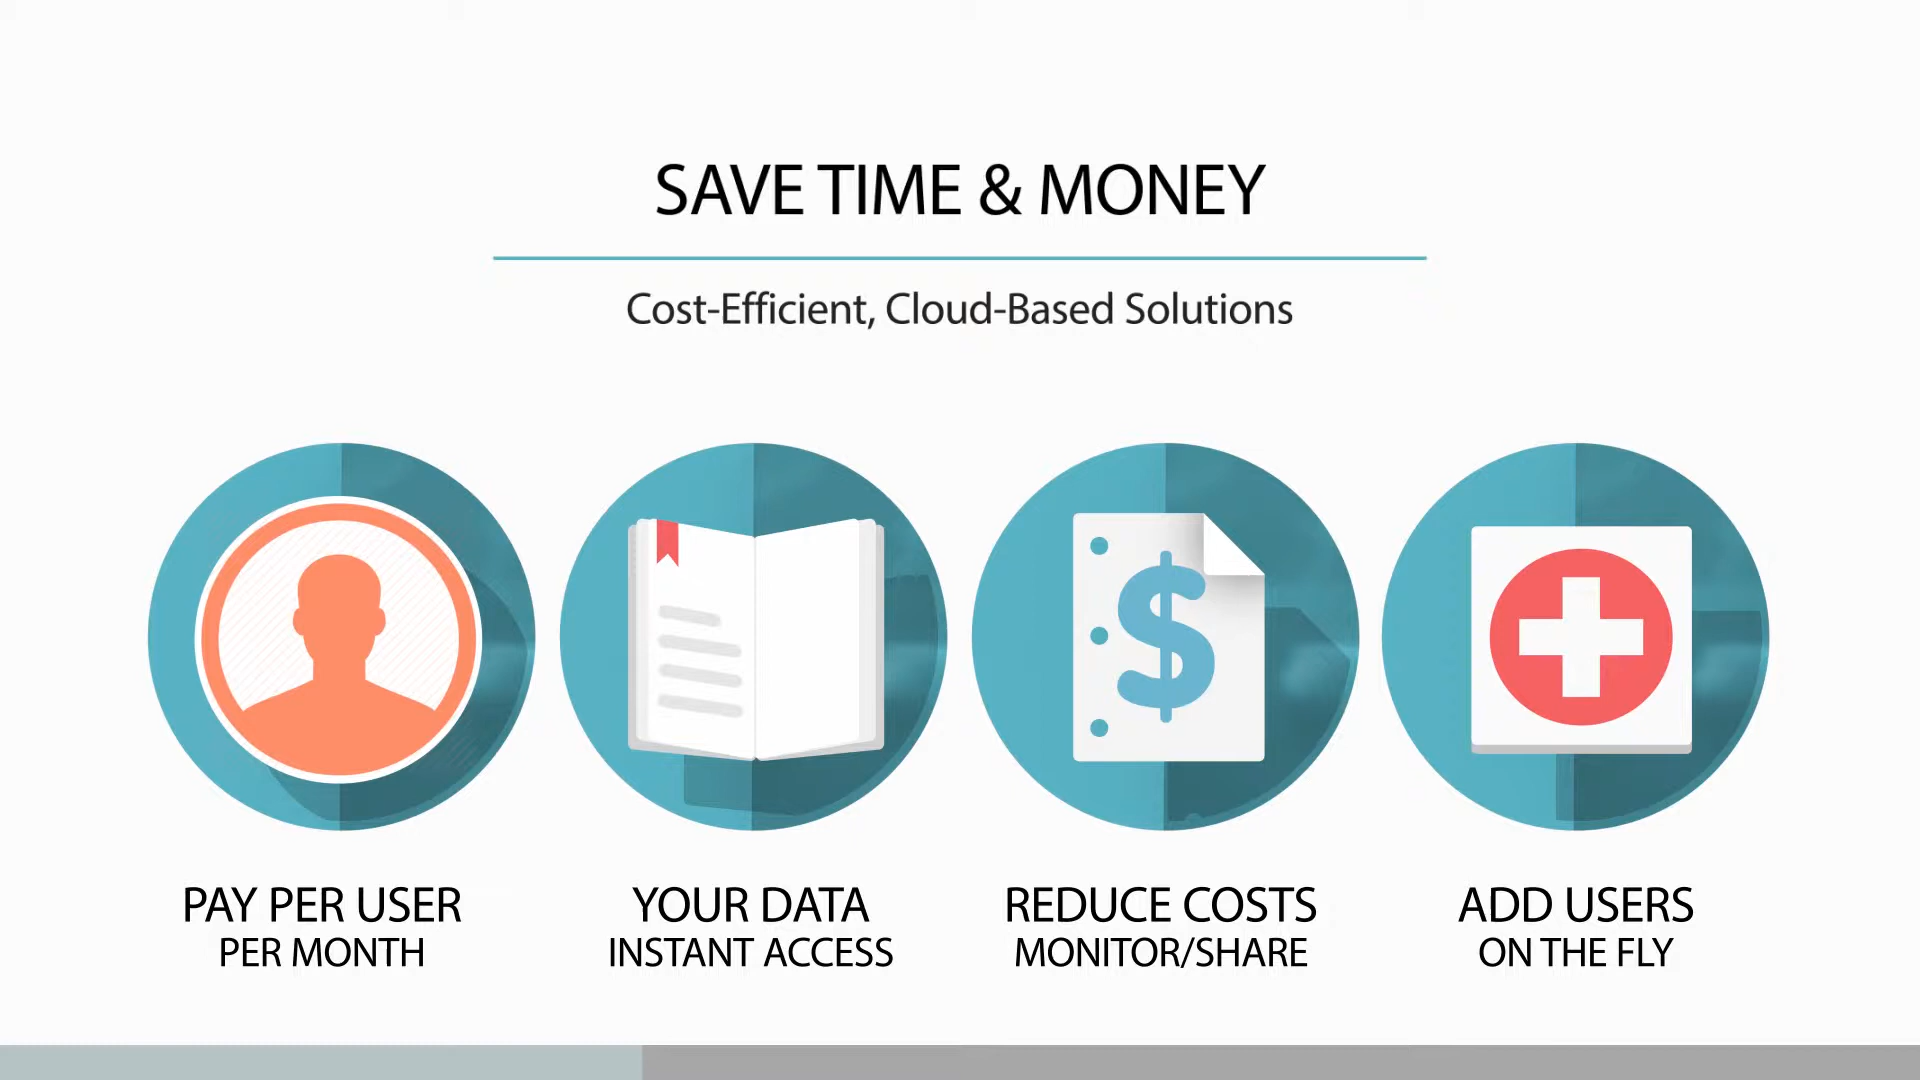 SAVE TIME & MONEY
Cost-Efficient, Cloud-Based Solutions
PAY PER USER
PER MONTH
YOUR DATA
INSTANT ACCESS
$
REDUCE COSTS
MONITOR/SHARE
ADD USERS
ON THE FLY